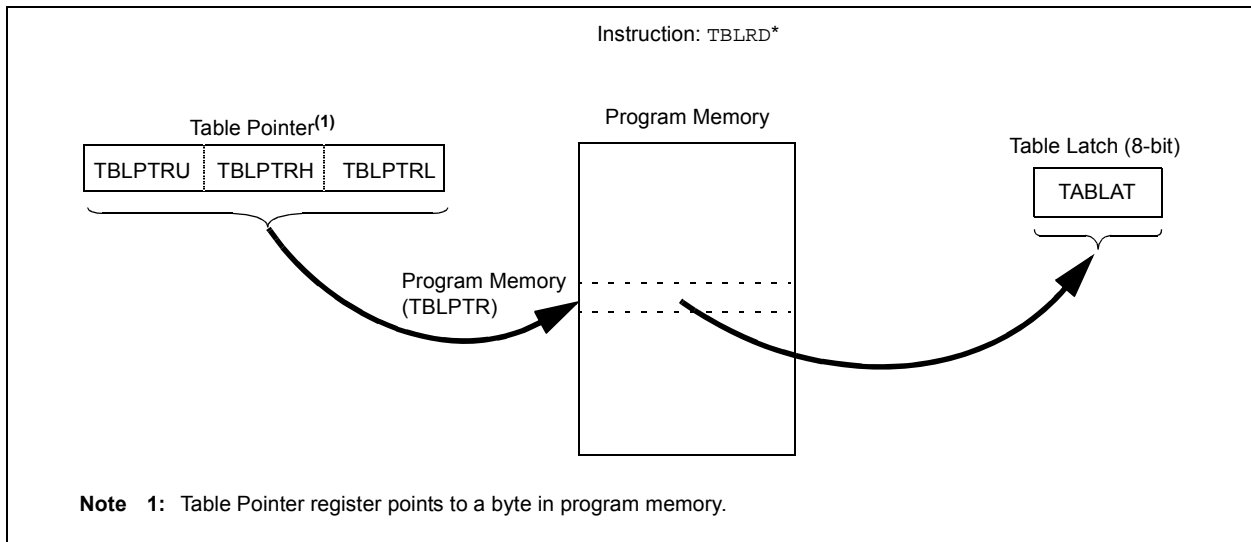 Instruction: TBLRD*
Table Pointer(1)
TBLPTRU TBLPTRH TBLPTRL
Program Memory
Table Latch (8-bit)
TABLAT
Program Memory
(TBLPTR)
Note 1: Table Pointer register points to a byte in program memory.